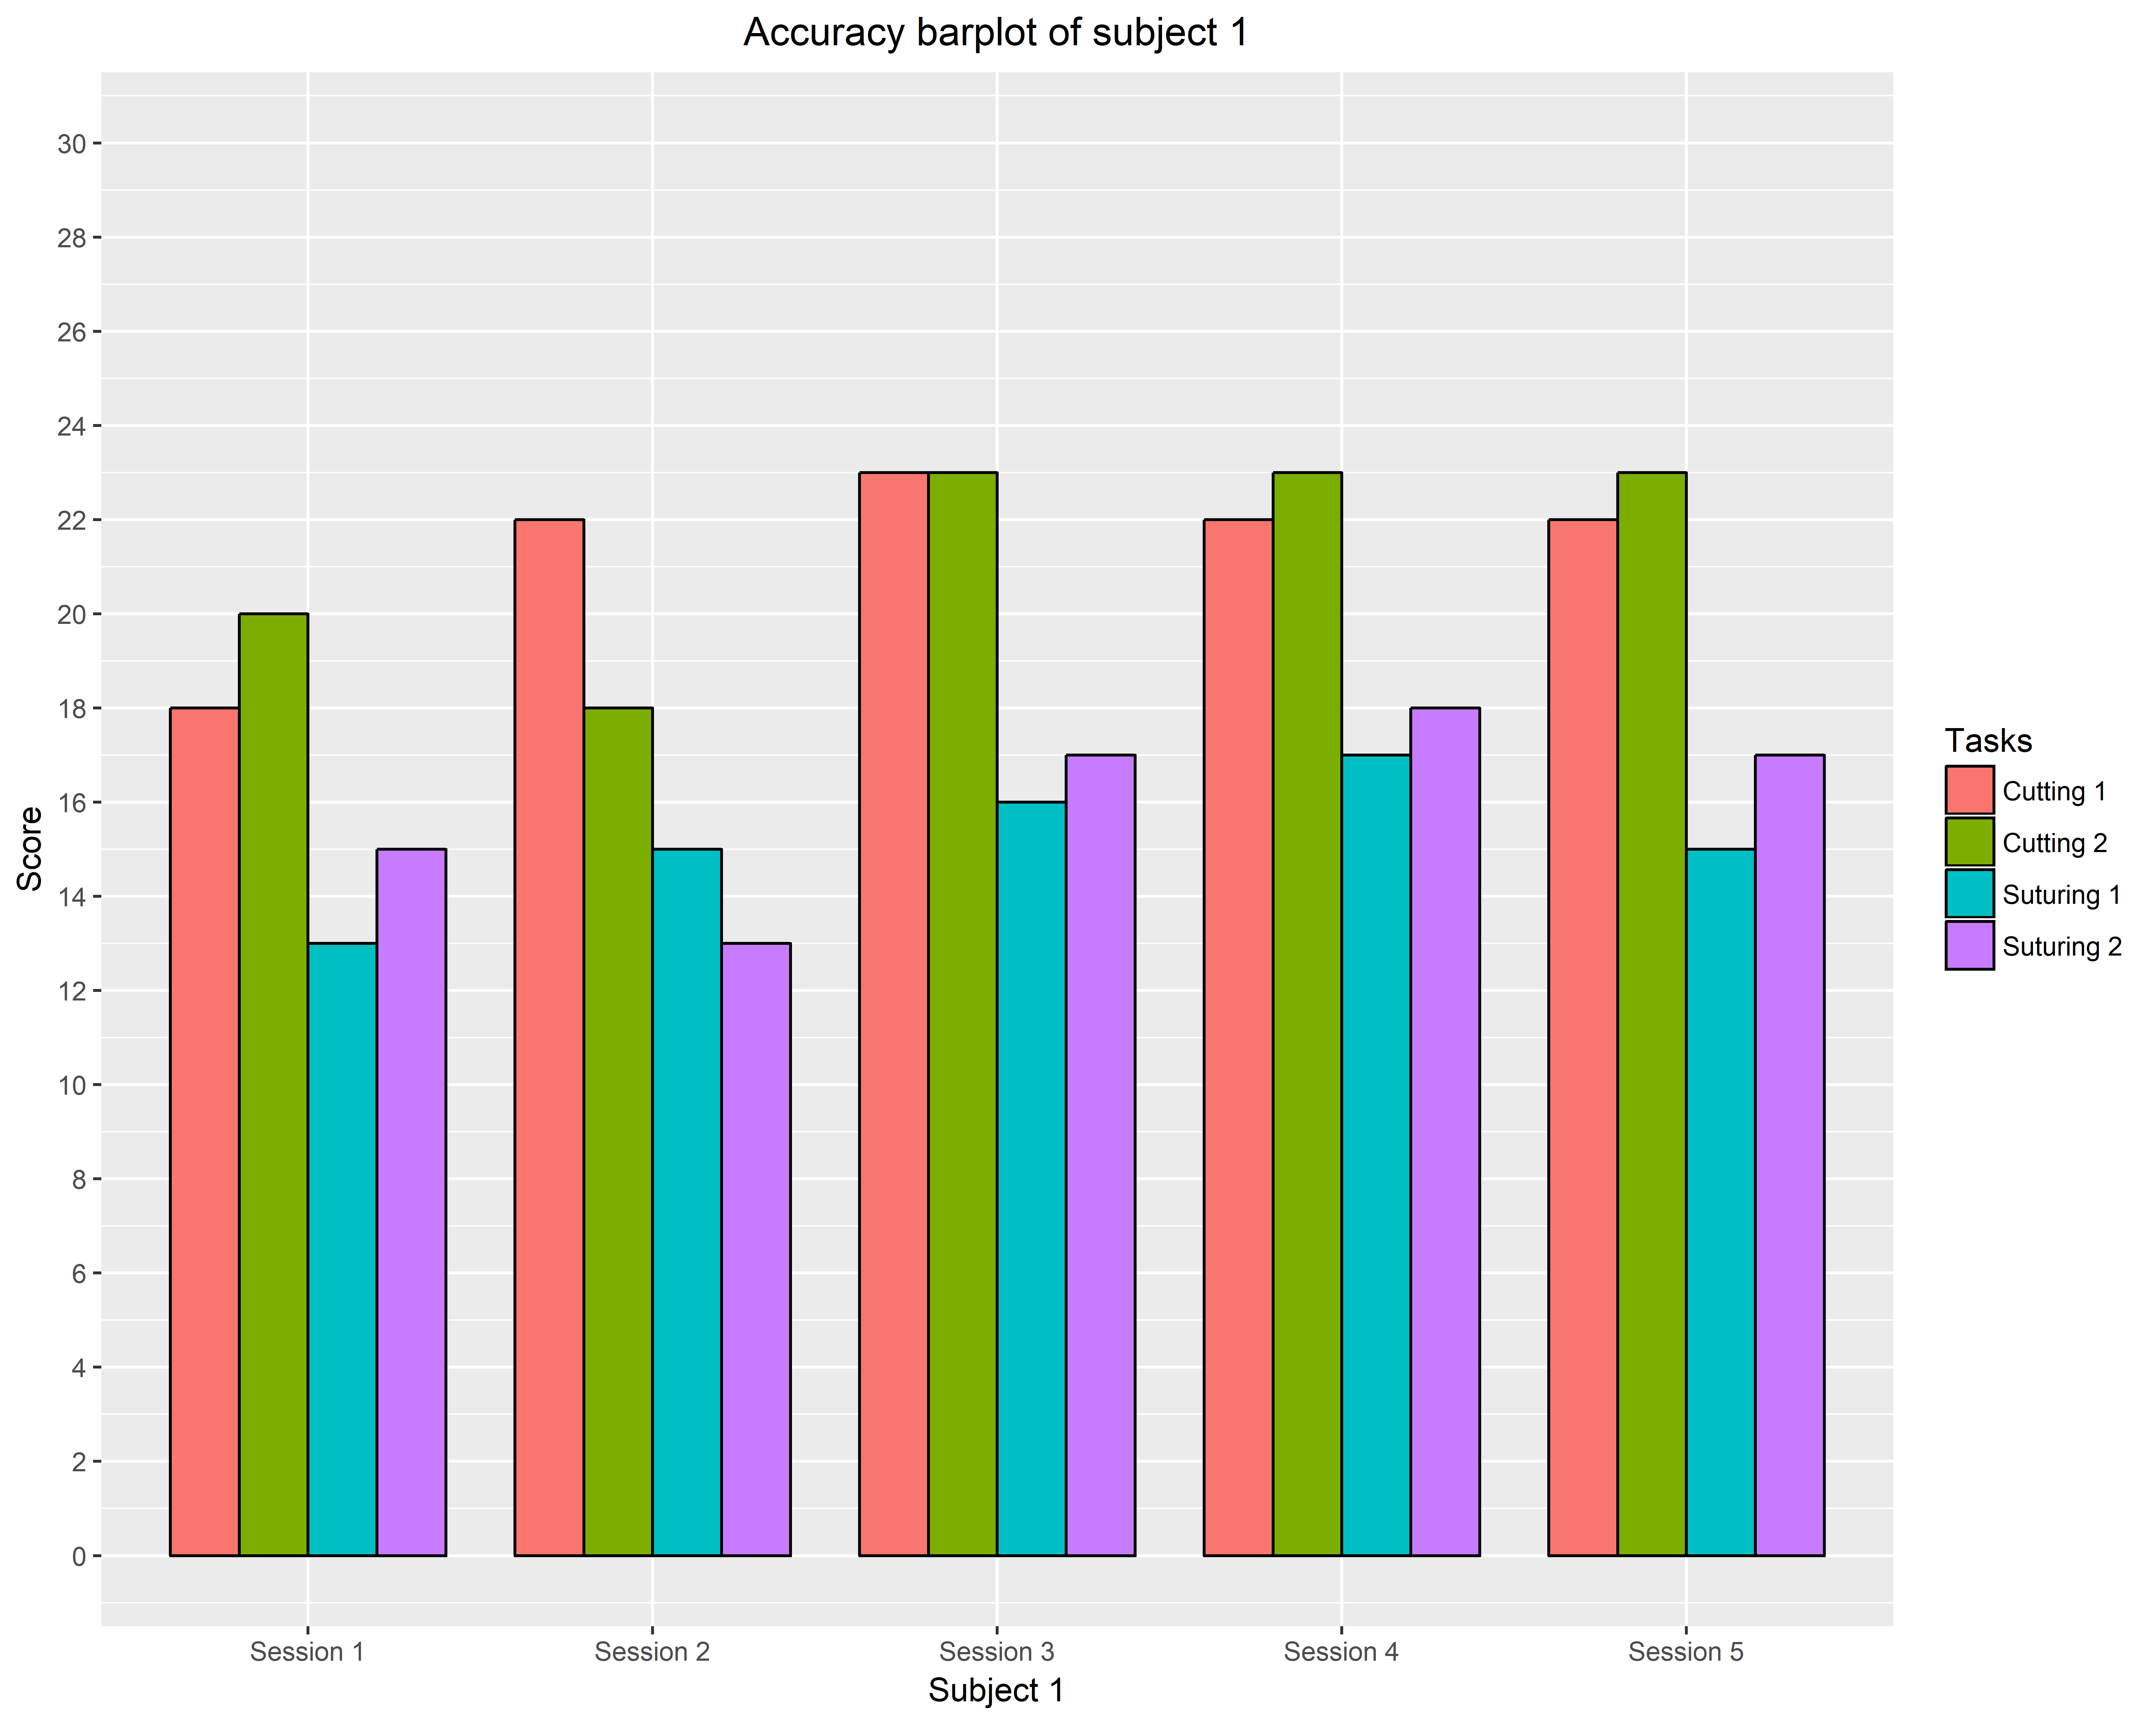 Accuracy barplot of subject 1
30
28
26
24
22
20
18
16
14
12
10
8
6
4
2
0
Score
Session 1
Session 2
Session 3
Session 4
Session 5
Subject 1
Tasks
Cutting 1
Cutting 2
Suturing 1
Suturing 2